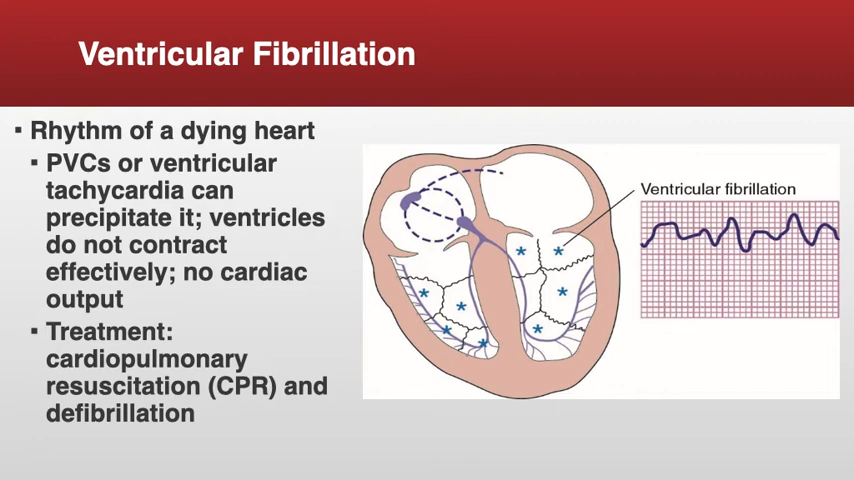 Ventricular Fibrillation
▪ Rhythm of a dying heart
▪ PVCs or ventricular
tachycardia can
precipitate it; ventricles
do not contract
effectively; no cardiac
output
▪ Treatment:
cardiopulmonary
resuscitation (CPR) and
defibrillation
Ventricular fibrillation